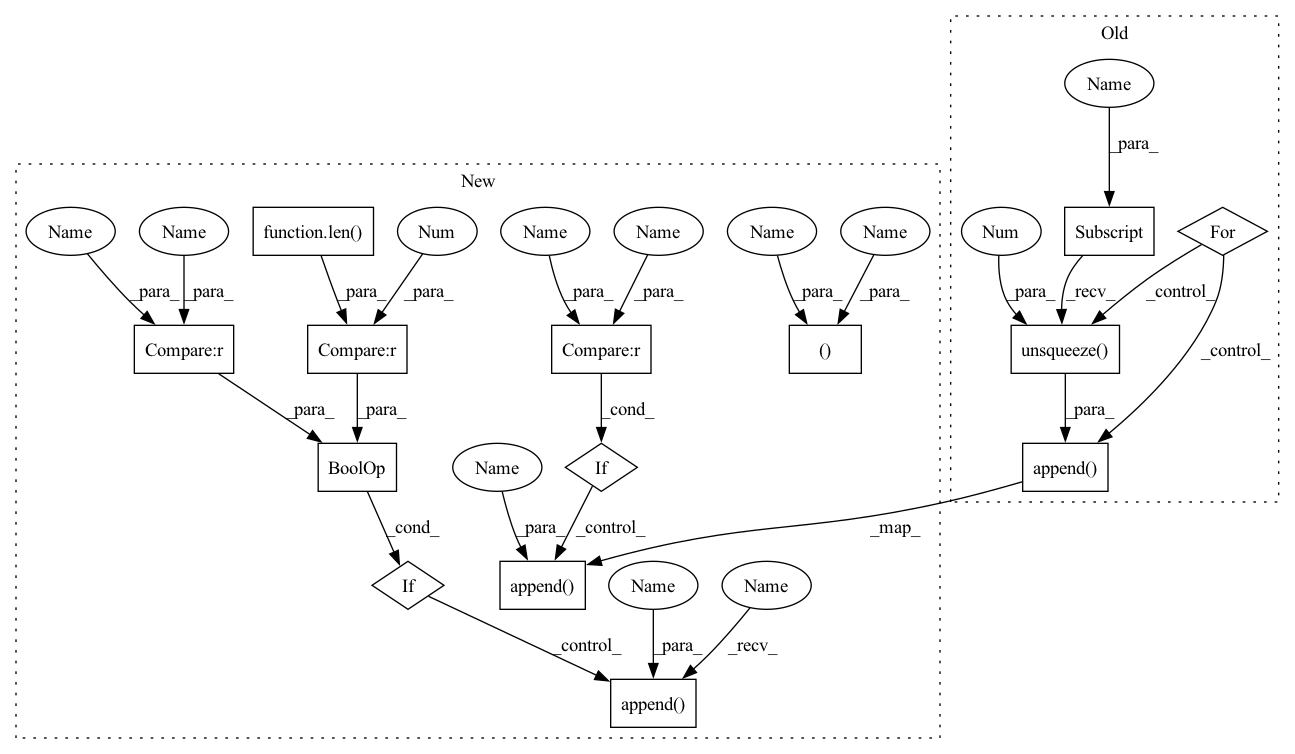 Old
Name
_para_
New
Name
Name
function.len()
Num
Name
Name
Name
Name
Num
Subscript
For
_para_
_para_
_para_
_para_
_para_
_para_
_para_
_para_
_para_
_recv_
_control_
Compare:r
Compare:r
Compare:r
()
unsqueeze()
_control_
_para_
_para_
_cond_
_para_
BoolOp
Name
If
append()
_cond_
_para_
_control_
_map_
If
append()
Name
Name
_control_
_para_
_recv_
append()